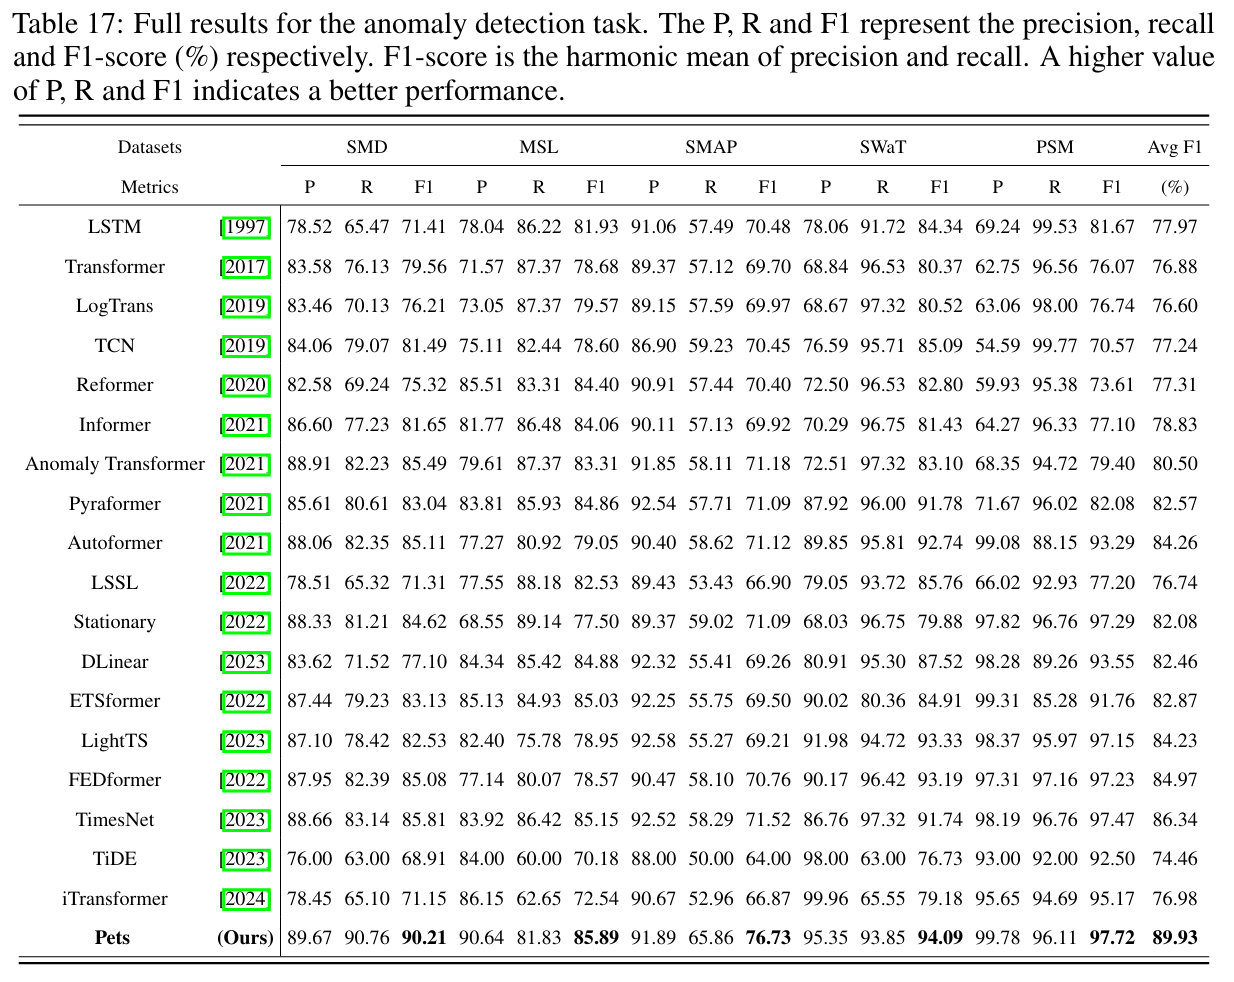 Table 17: Full results for the anomaly detection task. The P, R and F1 represent the precision, recall
and F1-score (%) respectively. F1-score is the harmonic mean of precision and recall. A higher value
of P, R and F1 indicates a better performance.
Datasets SMD MSL SMAP SWaT PSM Avg F1
Metrics P R F1 P R F1 P R F1 P R F1 P R F1 (%)
LSTM [1997] 78.52 65.47 71.41 78.04 86.22 81.93 91.06 57.49 70.48 78.06 91.72 84.34 69.24 99.53 81.67 77.97
Transformer [2017] 83.58 76.13 79.56 71.57 87.37 78.68 89.37 57.12 69.70 68.84 96.53 80.37 62.75 96.56 76.07 76.88
LogTrans [2019] 83.46 70.13 76.21 73.05 87.37 79.57 89.15 57.59 69.97 68.67 97.32 80.52 63.06 98.00 76.74 76.60
TCN [2019] 84.06 79.07 81.49 75.11 82.44 78.60 86.90 59.23 70.45 76.59 95.71 85.09 54.59 99.77 70.57 77.24
Reformer [2020] 82.58 69.24 75.32 85.51 83.31 84.40 90.91 57.44 70.40 72.50 96.53 82.80 59.93 95.38 73.61 77.31
Informer [2021] 86.60 77.23 81.65 81.77 86.48 84.06 90.11 57.13 69.92 70.29 96.75 81.43 64.27 96.33 77.10 78.83
Anomaly Transformer [2021] 88.91 82.23 85.49 79.61 87.37 83.31 91.85 58.11 71.18 72.51 97.32 83.10 68.35 94.72 79.40 80.50
Pyraformer [2021] 85.61 80.61 83.04 83.81 85.93 84.86 92.54 57.71 71.09 87.92 96.00 91.78 71.67 96.02 82.08 82.57
Autoformer [2021] 88.06 82.35 85.11 77.27 80.92 79.05 90.40 58.62 71.12 89.85 95.81 92.74 99.08 88.15 93.29 84.26
LSSL [2022] 78.51 65.32 71.31 77.55 88.18 82.53 89.43 53.43 66.90 79.05 93.72 85.76 66.02 92.93 77.20 76.74
Stationary [2022] 88.33 81.21 84.62 68.55 89.14 77.50 89.37 59.02 71.09 68.03 96.75 79.88 97.82 96.76 97.29 82.08
DLinear [2023] 83.62 71.52 77.10 84.34 85.42 84.88 92.32 55.41 69.26 80.91 95.30 87.52 98.28 89.26 93.55 82.46
ETSformer [2022] 87.44 79.23 83.13 85.13 84.93 85.03 92.25 55.75 69.50 90.02 80.36 84.91 99.31 85.28 91.76 82.87
LightTS [2023] 87.10 78.42 82.53 82.40 75.78 78.95 92.58 55.27 69.21 91.98 94.72 93.33 98.37 95.97 97.15 84.23
FEDformer [2022] 87.95 82.39 85.08 77.14 80.07 78.57 90.47 58.10 70.76 90.17 96.42 93.19 97.31 97.16 97.23 84.97
TimesNet [2023] 88.66 83.14 85.81 83.92 86.42 85.15 92.52 58.29 71.52 86.76 97.32 91.74 98.19 96.76 97.47 86.34
TiDE [2023] 76.00 63.00 68.91 84.00 60.00 70.18 88.00 50.00 64.00 98.00 63.00 76.73 93.00 92.00 92.50 74.46
iTransformer [2024] 78.45 65.10 71.15 86.15 62.65 72.54 90.67 52.96 66.87 99.96 65.55 79.18 95.65 94.69 95.17 76.98
Pets (Ours) 89.67 90.76 90.21 90.64 81.83 85.89 91.89 65.86 76.73 95.35 93.85 94.09 99.78 96.11 97.72 89.93